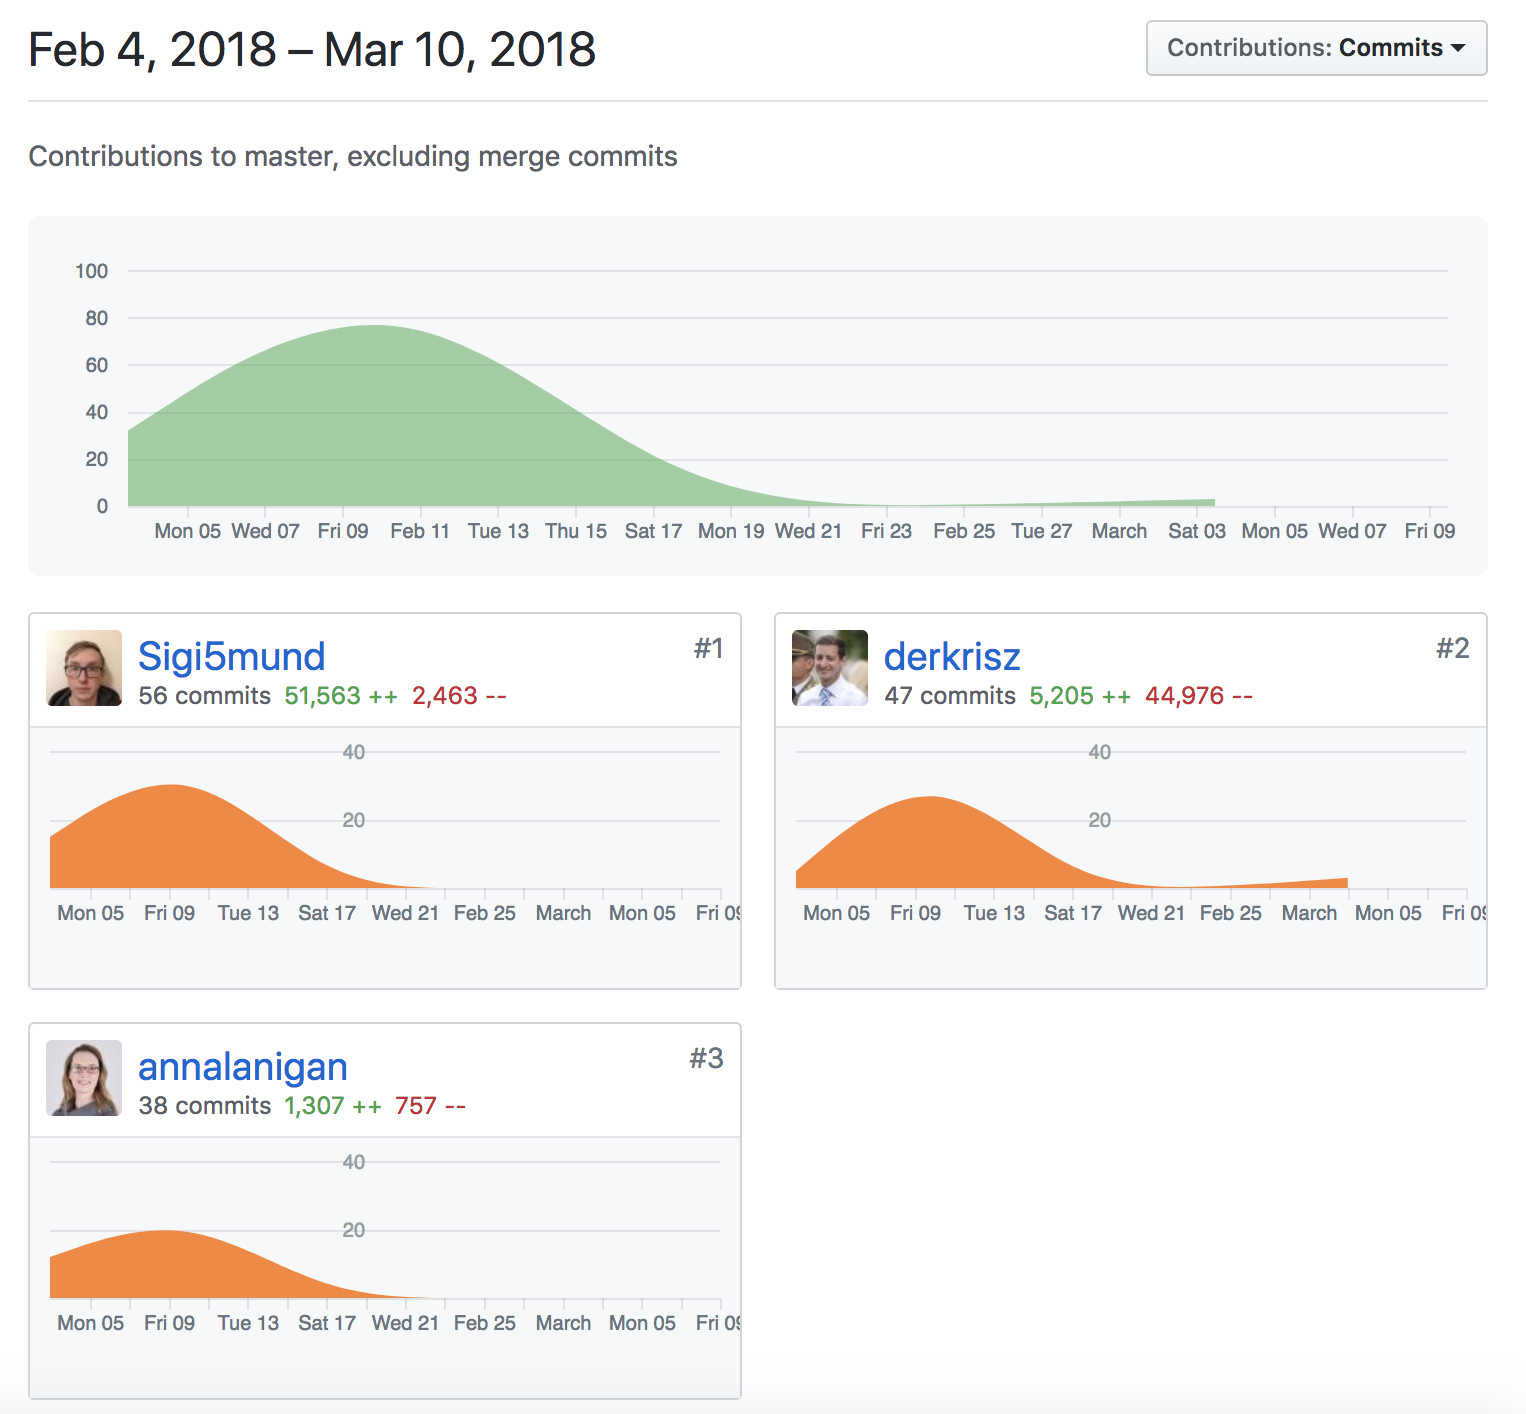 Feb 4, 2018 – Mar 10, 2018
Contributions: Commits
Contributions to master, excluding merge commits
100
80
60
40
20
0
Mon 05 Wed 07 Fri 09 Feb 11 Tue 13 Thu 15 Sat 17 Mon 19 Wed 21 Fri 23 Feb 25 Tue 27 March Sat 03 Mon 05 Wed 07 Fri 09
Sigi5mund #1
56 commits 51,563 ++ 2,463 --
40
20
Mon 05 Fri 09 Tue 13 Sat 17 Wed 21 Feb 25 March Mon 05 Fri 09
derkrisz #2
47 commits 5,205 ++ 44,976 --
40
20
Mon 05 Fri 09 Tue 13 Sat 17 Wed 21 Feb 25 March Mon 05 Fri 09
annalanigan #3
38 commits 1,307 ++ 757 --
40
20
Mon 05 Fri 09 Tue 13 Sat 17 Wed 21 Feb 25 March Mon 05 Fri 09